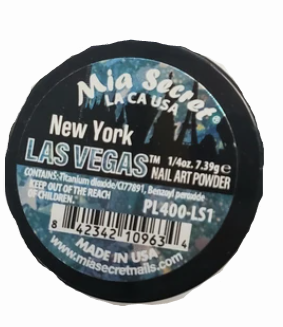 Mia Secret®
LA CA USA
New York
LAS VEGAS™ 1/4oz. 7.39g e
NAIL ART POWDER
CONTAINS:-Titanium dioxide/CI77891, Benzoyl peroxide
KEEP OUT OF THE REACH
OF CHILDREN.
PL400-LS1
8 42342 10963 4
MADE IN USA
www.miasecretnails.com